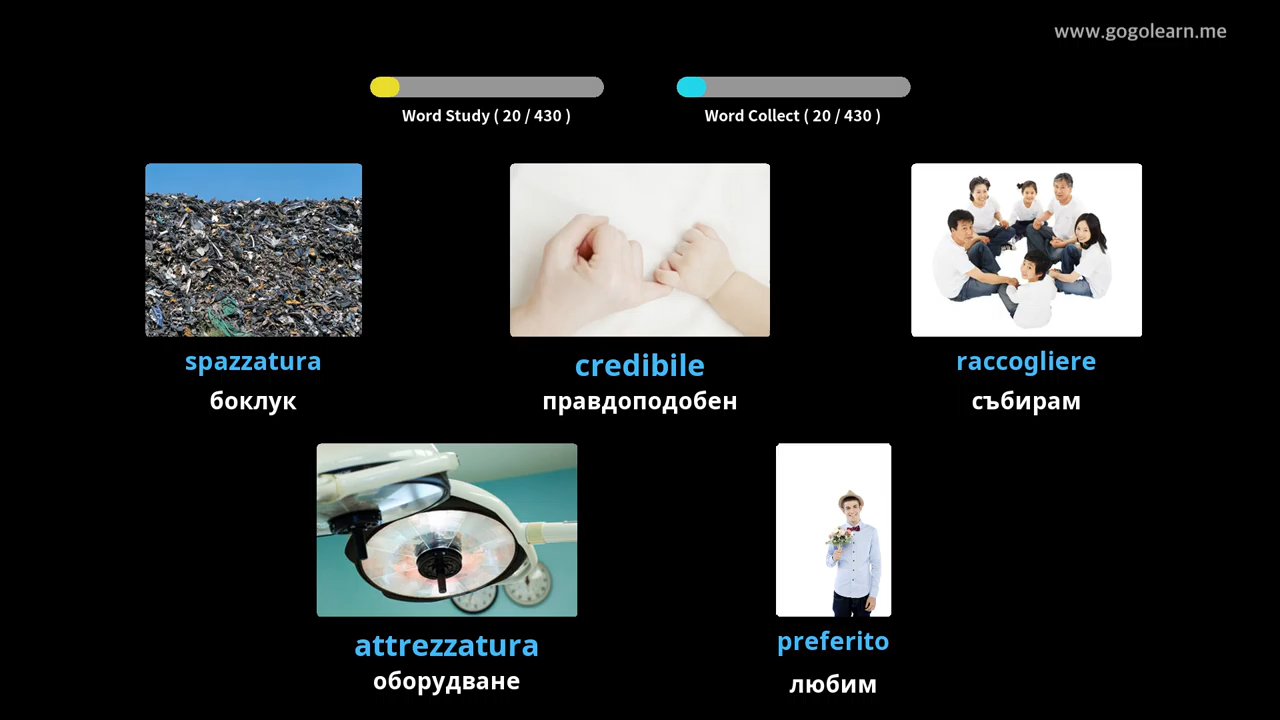 www.gogolearn.me
Word Study ( 20 / 430 )
Word Collect ( 20 / 430 )
spazzatura
боклук
credibile
правдоподобен
raccogliere
събирам
attrezzatura
оборудване
preferito
любим